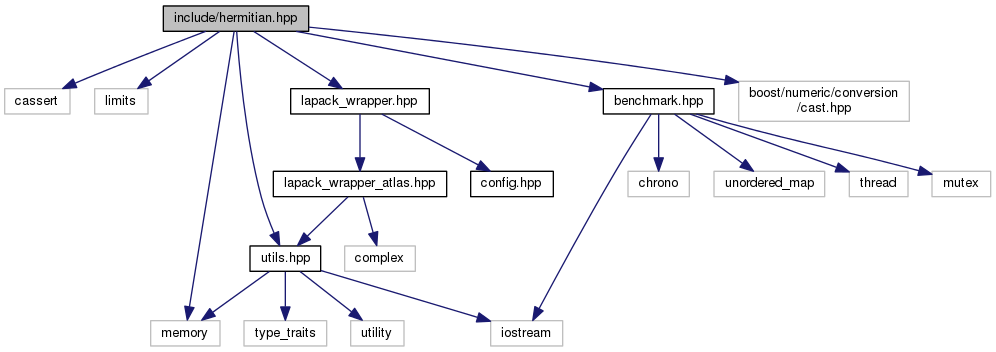 include/hermitian.hpp
cassert
limits
lapack_wrapper.hpp
benchmark.hpp
boost/numeric/conversion
/cast.hpp
lapack_wrapper_atlas.hpp
config.hpp
chrono
unordered_map
thread
mutex
utils.hpp
complex
memory
type_traits
utility
iostream